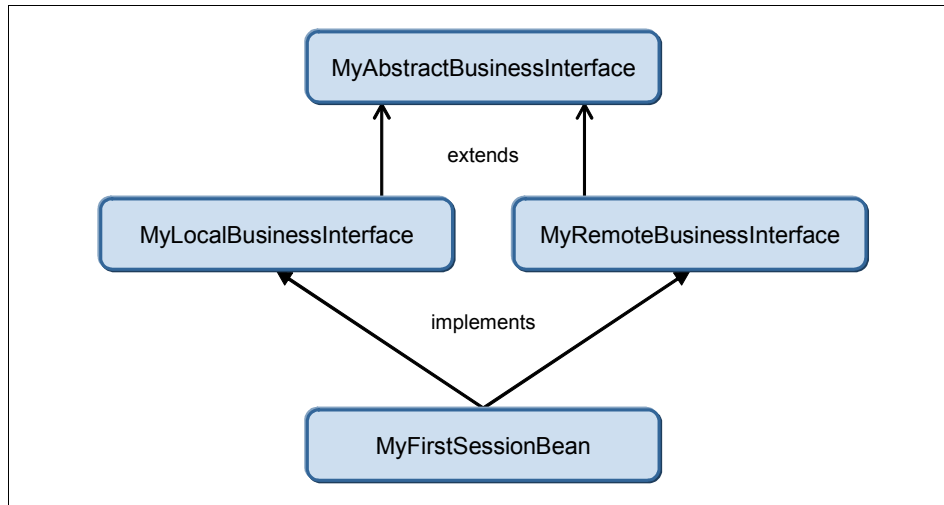 MyAbstractBusinessInterface
extends
MyLocalBusinessInterface
MyRemoteBusinessInterface
implements
MyFirstSessionBean